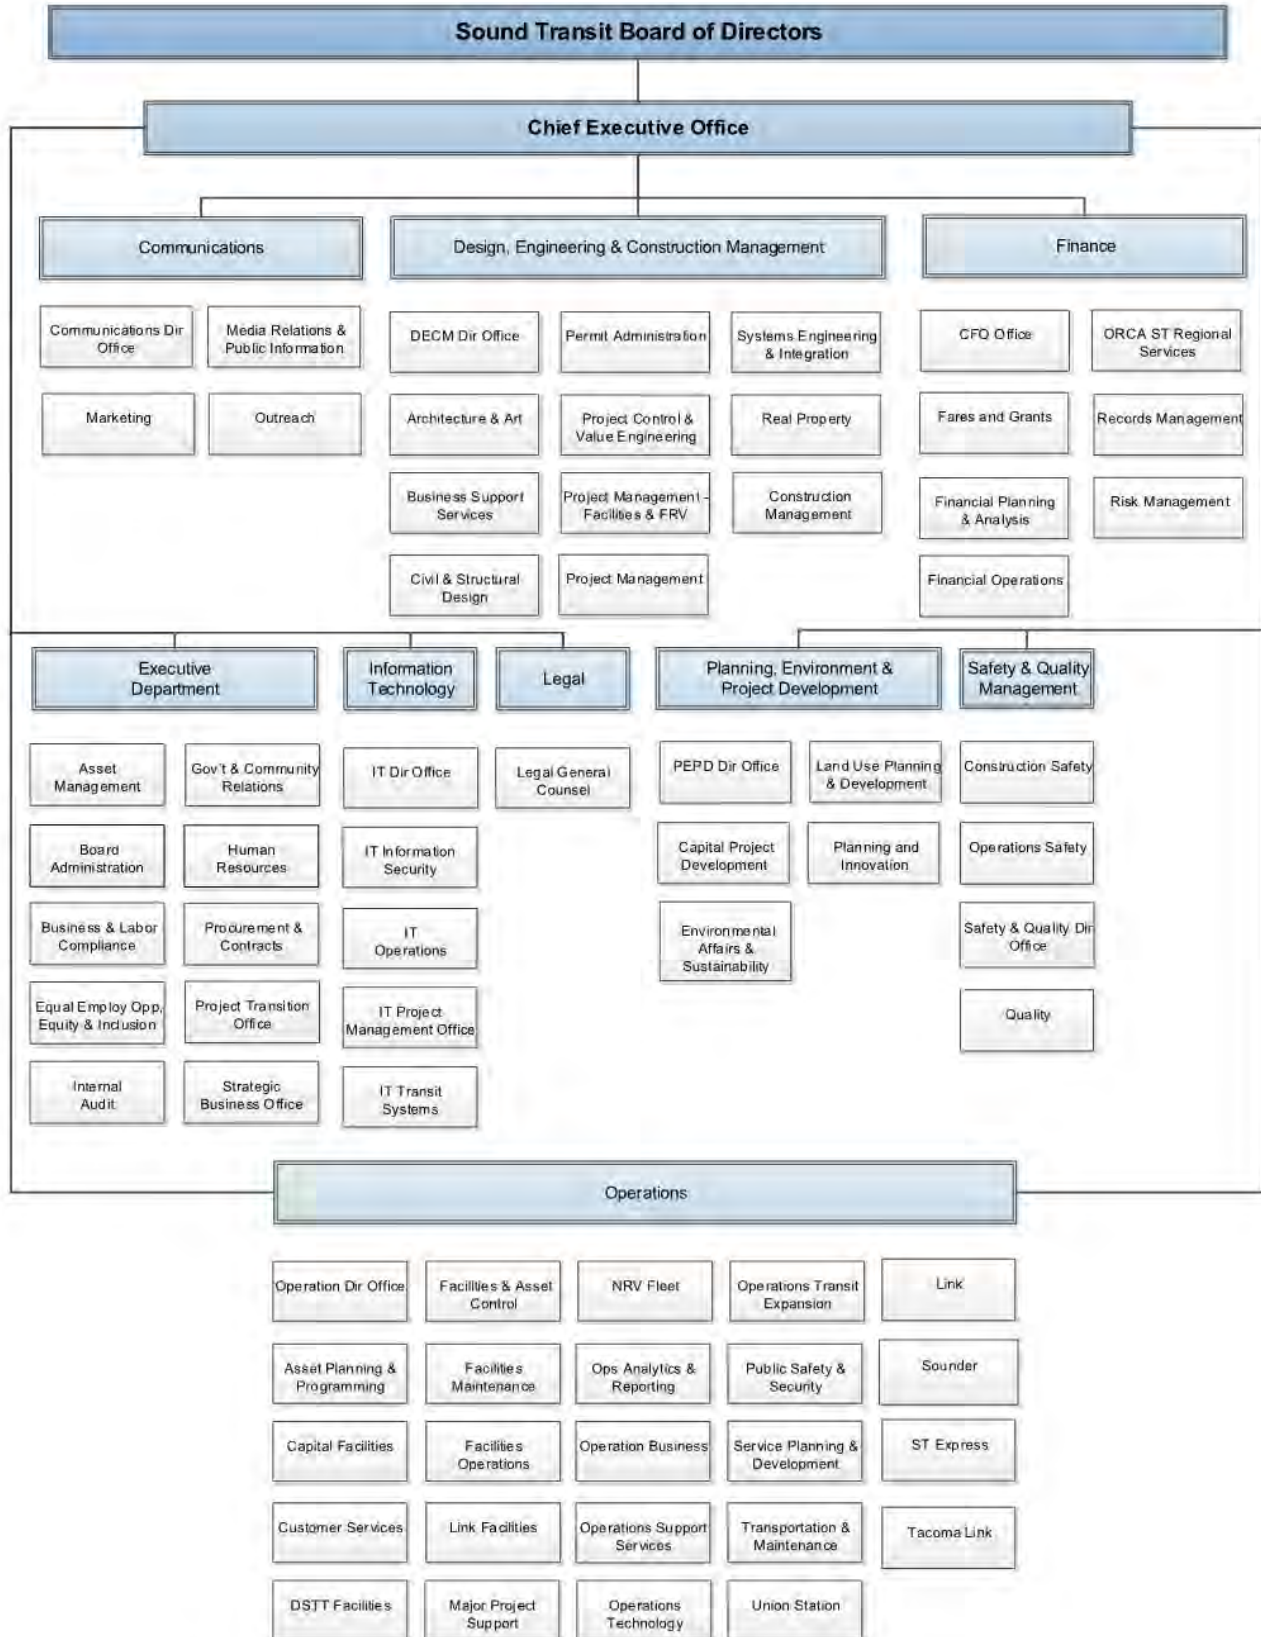 Sound Transit Board of Directors
Chief Executive Office
Communications
Design, Engineering & Construction Management
Finance
Communications Dir
Office
Media Relations &
Public Information
DECM Dir Office
Permit Administration
Systems Engineering
& Integration
CFO Office
ORCA ST Regional
Services
Marketing
Outreach
Architecture & Art
Project Control &
Value Engineering
Real Property
Fares and Grants
Records Management
Business Support
Services
Project Management -
Facilities & FRV
Construction
Management
Financial Planning
& Analysis
Risk Management
Civil & Structural
Design
Project Management
Financial Operations
Executive
Department
Information
Technology
Legal
Planning, Environment &
Project Development
Safety & Quality
Management
Asset
Management
Gov't & Community
Relations
IT Dir Office
Legal General
Counsel
PEPD Dir Office
Land Use Planning
& Development
Construction Safety
Board
Administration
Human
Resources
IT Information
Security
Capital Project
Development
Planning and
Innovation
Operations Safety
Business & Labor
Compliance
Procurement &
Contracts
IT
Operations
Environmental
Affairs &
Sustainability
Safety & Quality Dir
Office
Equal Employ Opp,
Equity & Inclusion
Project Transition
Office
IT Project
Management Office
Quality
Internal
Audit
Strategic
Business Office
IT Transit
Systems
Operations
Operation Dir Office
Facilities & Asset
Control
NRV Fleet
Operations Transit
Expansion
Link
Asset Planning &
Programming
Facilities
Maintenance
Ops Analytics &
Reporting
Public Safety &
Security
Sounder
Capital Facilities
Facilities
Operations
Operation Business
Service Planning &
Development
ST Express
Customer Services
Link Facilities
Operations Support
Services
Transportation &
Maintenance
Tacoma Link
DSTT Facilities
Major Project
Support
Operations
Technology
Union Station